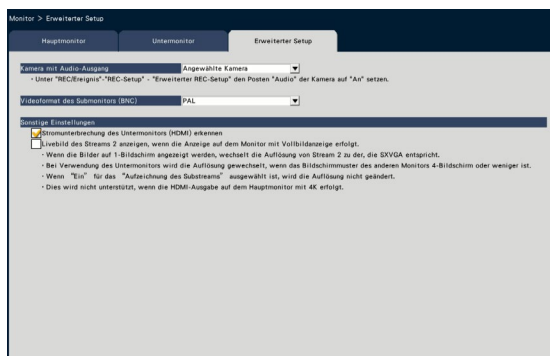 Monitor > Erweiterter Setup
Hauptmonitor
Untermonitor
Erweiterter Setup
Kamera mit Audio-Ausgang
Angewählte Kamera
・Unter "REC/Ereignis"-"REC-Setup" - "Erweiterter REC-Setup" den Posten "Audio" der Kamera auf "An" setzen.
Videoformat des Submonitors (BNC)
PAL
Sonstige Einstellungen
Stromunterbrechung des Untermonitors (HDMI) erkennen
Livebild des Streams 2 anzeigen, wenn die Anzeige auf dem Monitor mit Vollbildanzeige erfolgt.
・Wenn die Bilder auf 1-Bildschirm angezeigt werden, wechselt die Auflösung von Stream 2 zu der, die SXVGA entspricht.
・Bei Verwendung des Untermonitors wird die Auflösung gewechselt, wenn das Bildschirmmuster des anderen Monitors 4-Bildschirm oder weniger ist.
・Wenn “Ein” für das “Aufzeichnung des Substreams” ausgewählt ist, wird die Auflösung nicht geändert.
・Dies wird nicht unterstützt, wenn die HDMI-Ausgabe auf dem Hauptmonitor mit 4K erfolgt.